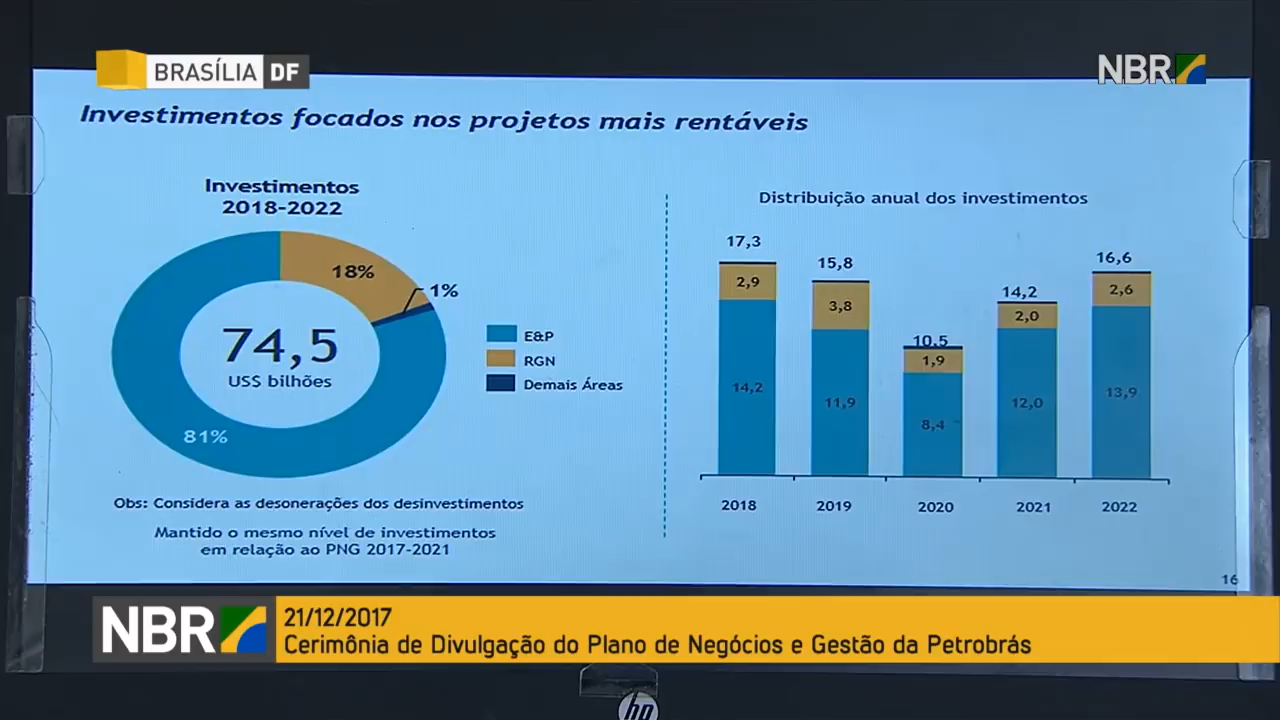 BRASÍLIA DF
NBR
Investimentos focados nos projetos mais rentáveis
Investimentos
2018-2022
18%
1%
74,5
US$ bilhões
81%
E&P
RGN
Demais Áreas
Obs: Considera as desonerações dos desinvestimentos
Mantido o mesmo nível de investimentos
em relação ao PNG 2017-2021
Distribuição anual dos investimentos
17,3
15,8
10,5
14,2
16,6
2,9
3,8
1,9
2,0
2,6
14,2
11,9
8,4
12,0
13,9
2018
2019
2020
2021
2022
16
NBR
21/12/2017
Cerimônia de Divulgação do Plano de Negócios e Gestão da Petrobrás
hp